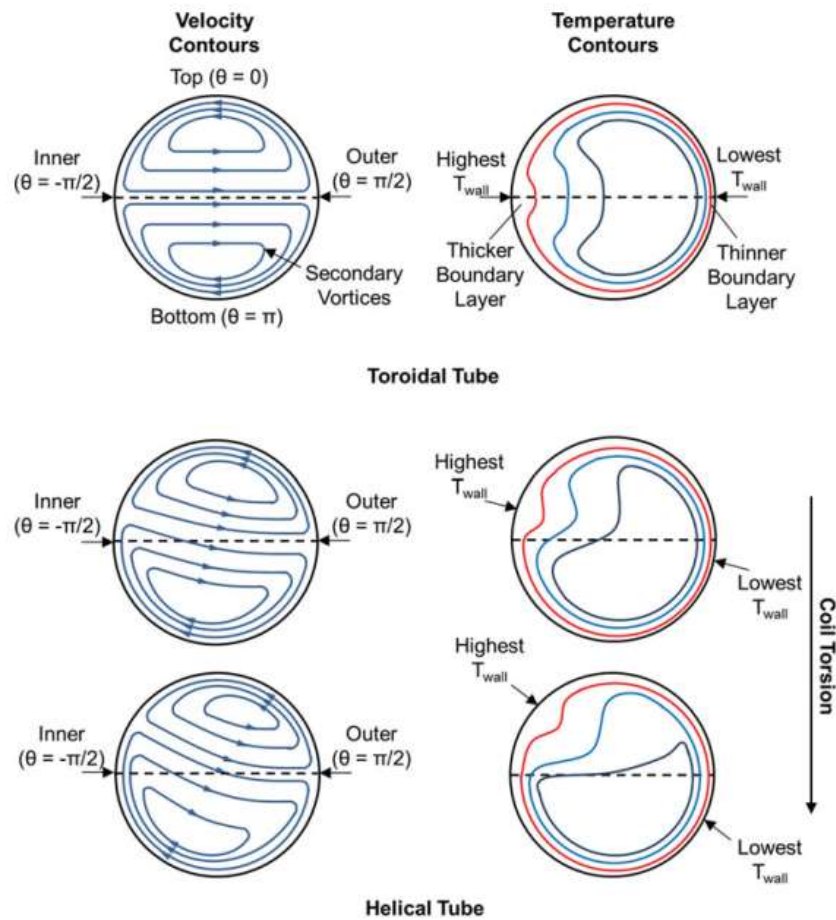 Velocity
Contours
Temperature
Contours
Top (θ = 0)
Inner
(θ = -π/2)
Outer
(θ = π/2)
Secondary
Vortices
Bottom (θ = π)
Highest
Twall
Lowest
Twall
Thicker
Boundary
Layer
Thinner
Boundary
Layer
Toroidal Tube
Inner
(θ = -π/2)
Outer
(θ = π/2)
Highest
Twall
Lowest
Twall
Coil Torsion
Inner
(θ = -π/2)
Outer
(θ = π/2)
Highest
Twall
Lowest
Twall
Helical Tube